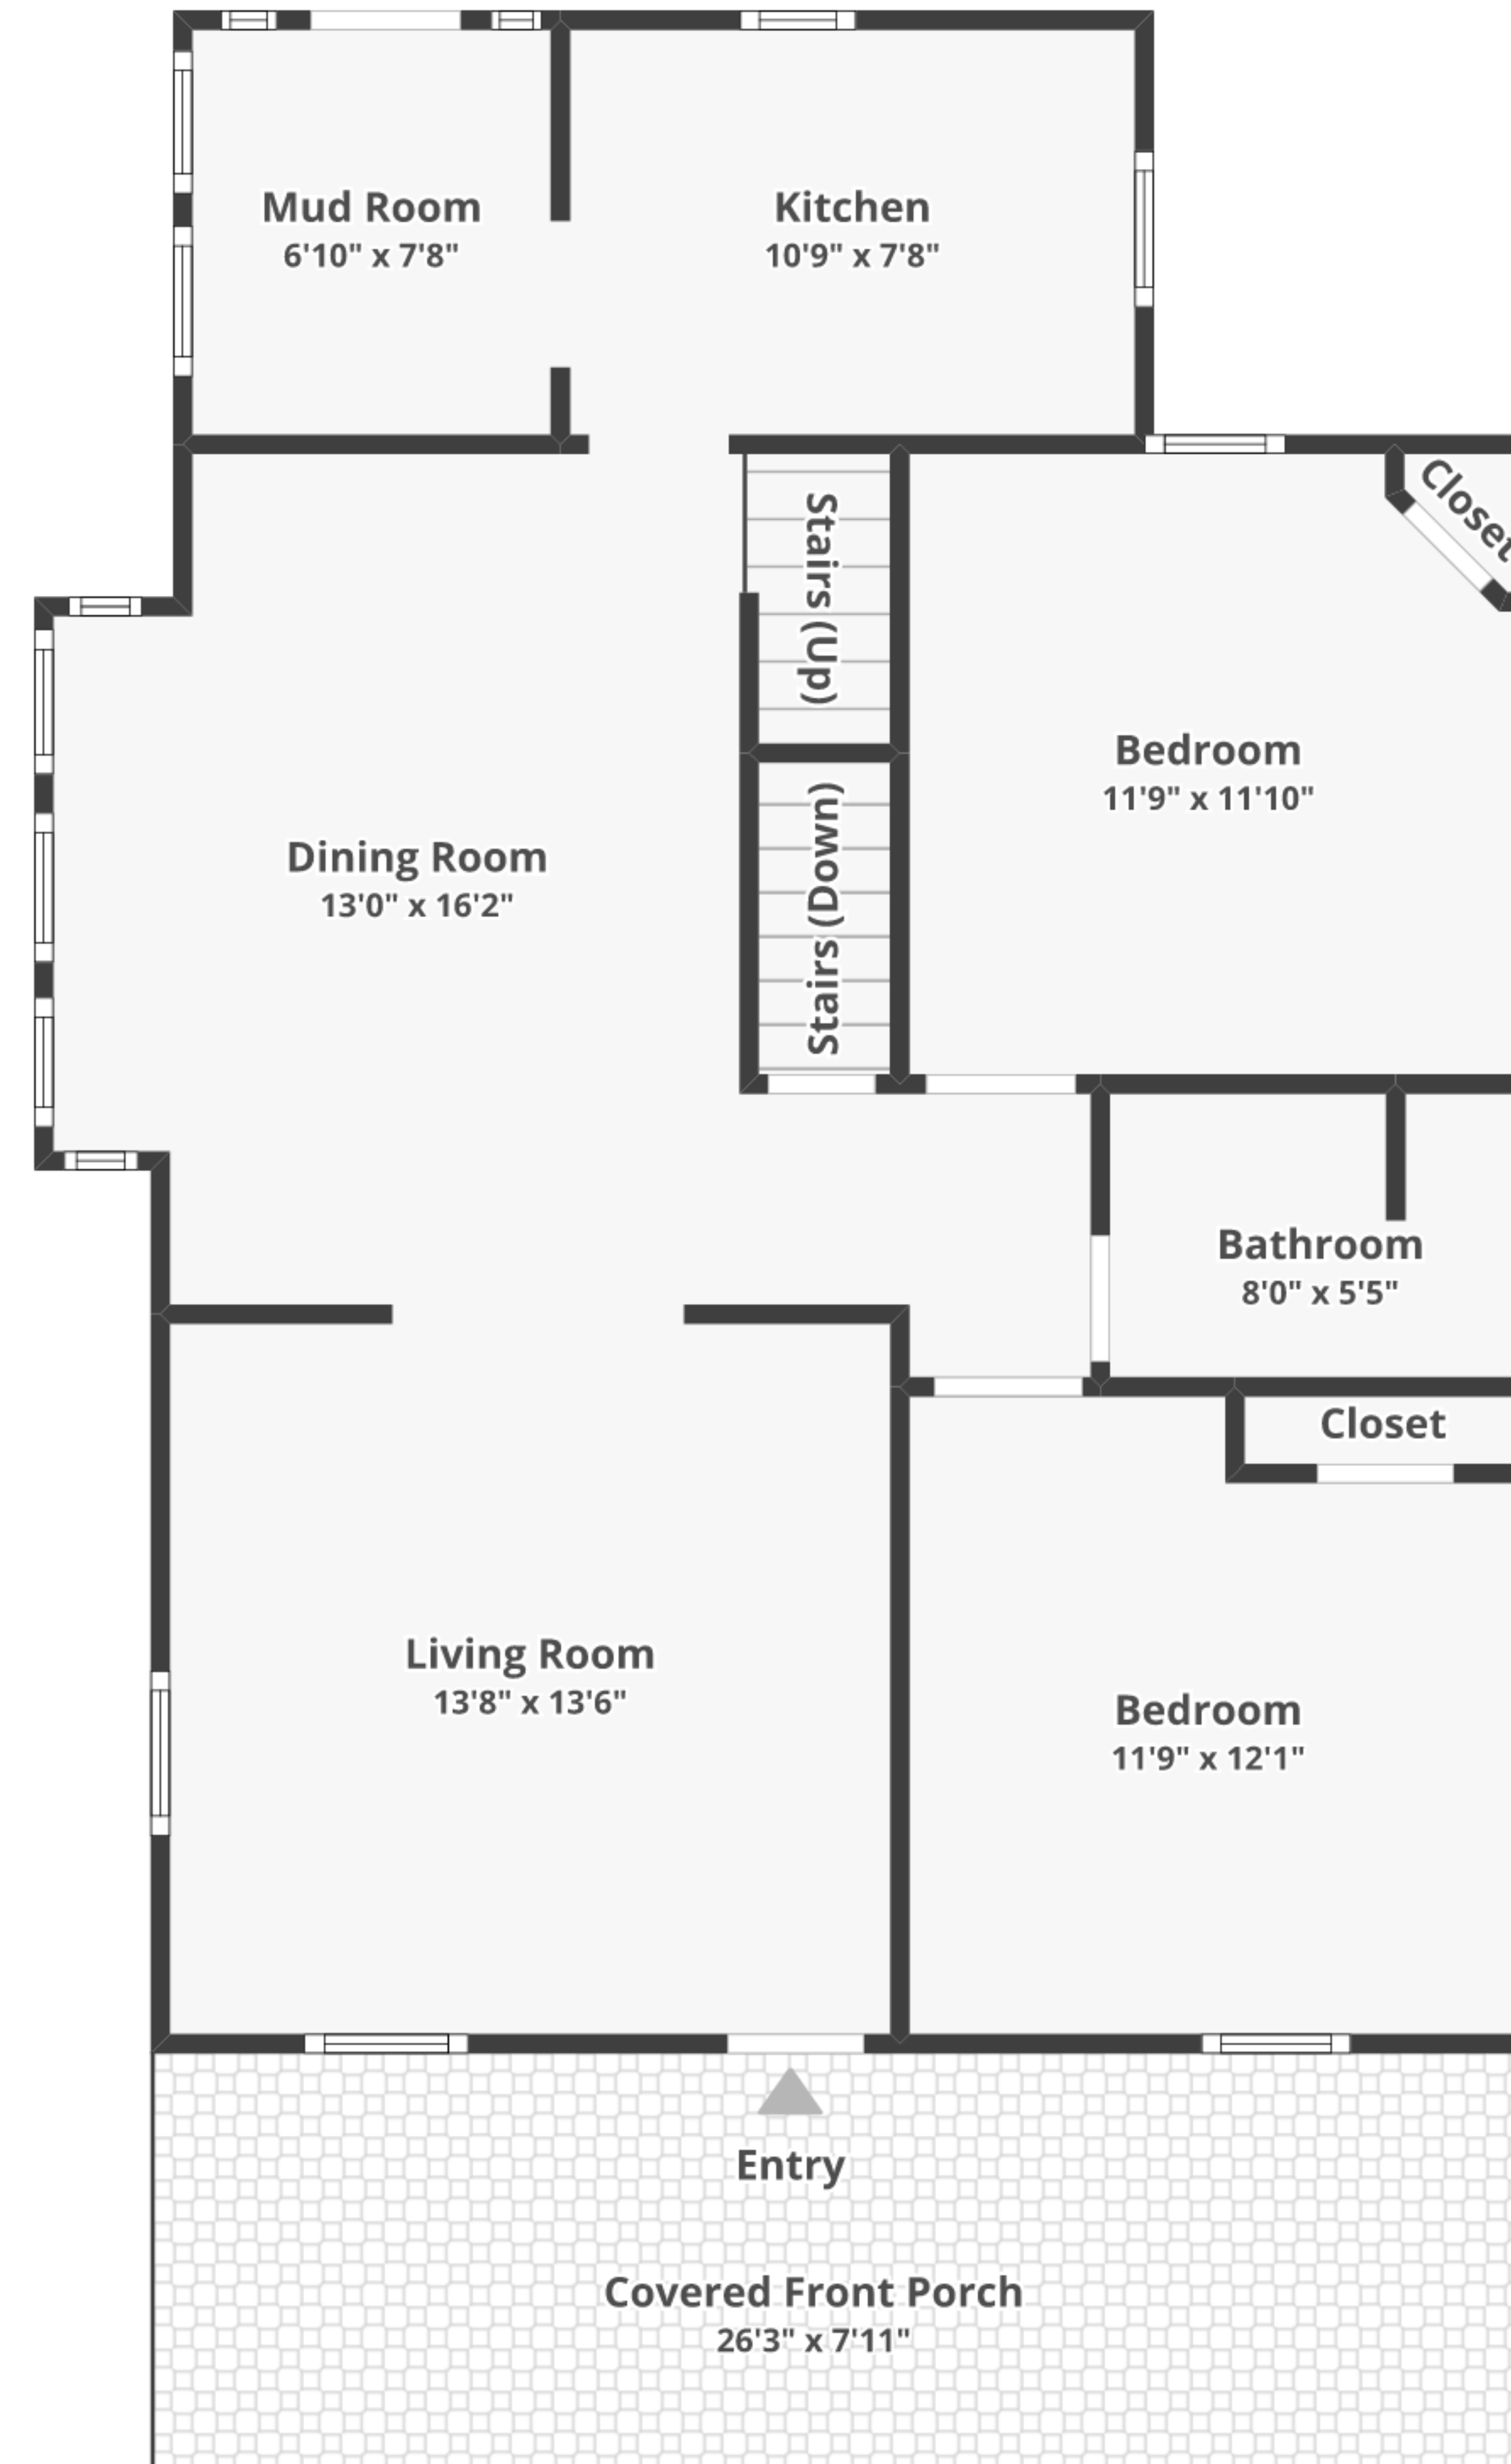 Mud Room
6'10" x 7'8"
Kitchen
10'9" x 7'8"
Closet
Stairs (Up)
Bedroom
11'9" x 11'10"
Dining Room
13'0" x 16'2"
Stairs (Down)
Bathroom
8'0" x 5'5"
Closet
Living Room
13'8" x 13'6"
Bedroom
11'9" x 12'1"
Entry
Covered Front Porch
26'3" x 7'11"